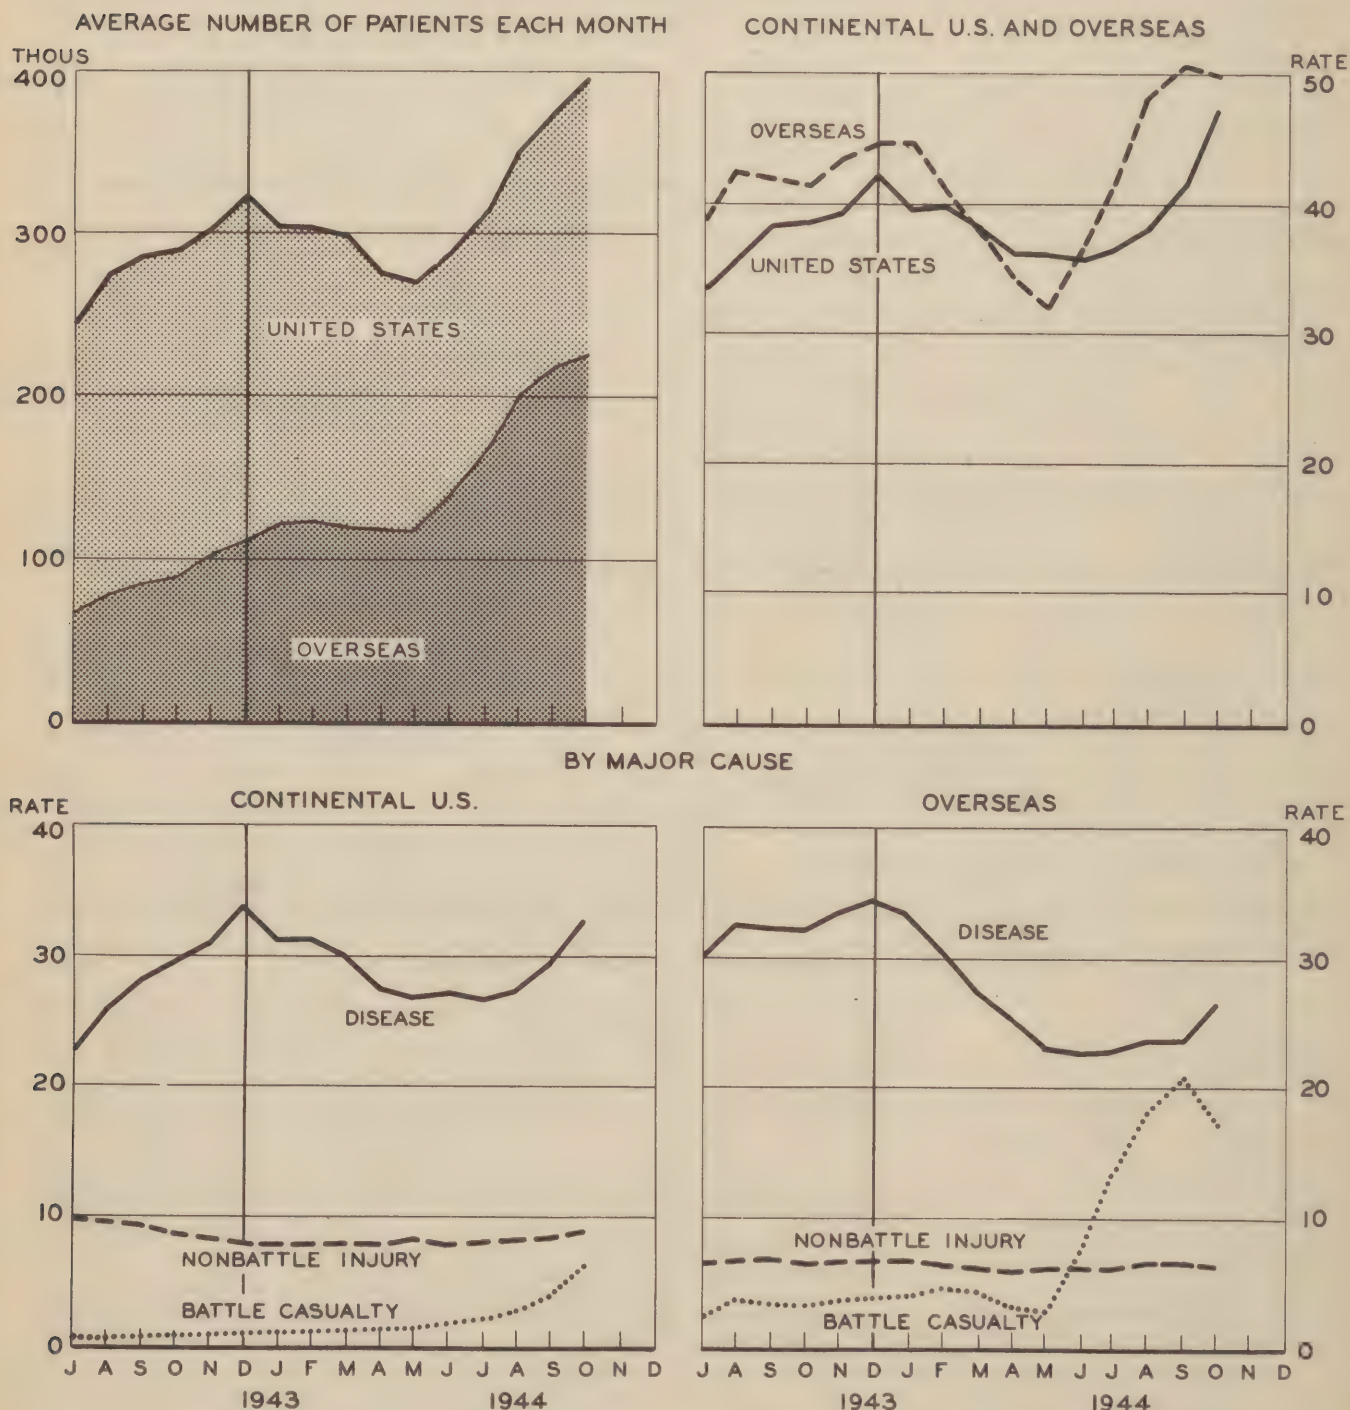 AVERAGE NUMBER OF PATIENTS EACH MONTH
THOUS
400
300
200
100
0
UNITED STATES
OVERSEAS
CONTINENTAL U.S. AND OVERSEAS
RATE
50
40
30
20
10
0
OVERSEAS
UNITED STATES
BY MAJOR CAUSE
CONTINENTAL U.S.
RATE
40
30
20
10
0
DISEASE
NONBATTLE INJURY
BATTLE CASUALTY
J A S O N D J F M A M J J A S O N D
1943 1944
OVERSEAS
RATE
40
30
20
10
0
DISEASE
NONBATTLE INJURY
BATTLE CASUALTY
J A S O N D J F M A M J J A S O N D
1943 1944